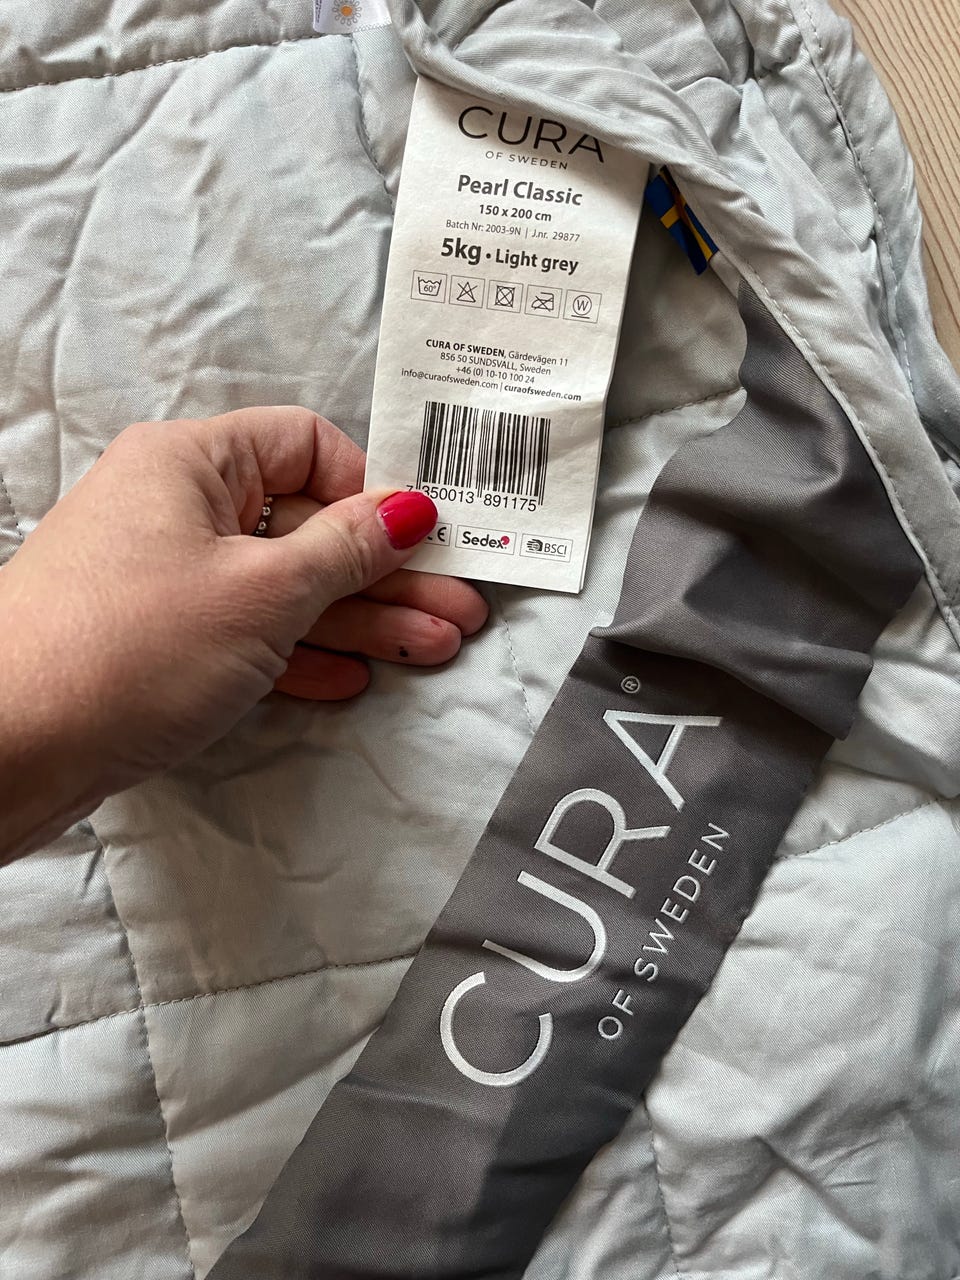 CURA
OF SWEDEN
Pearl Classic
150 x 200 cm
Batch Nr: 2003-9N | J.nr. 29877
5kg • Light grey
60°
W
CURA OF SWEDEN, Gärdevägen 11
856 50 SUNDSVALL, Sweden
+46 (0) 10-10 100 24
info@curaofsweden.com | curaofsweden.com
7 350013 891175
CE Sedex BSCI
CURA®
OF SWEDEN